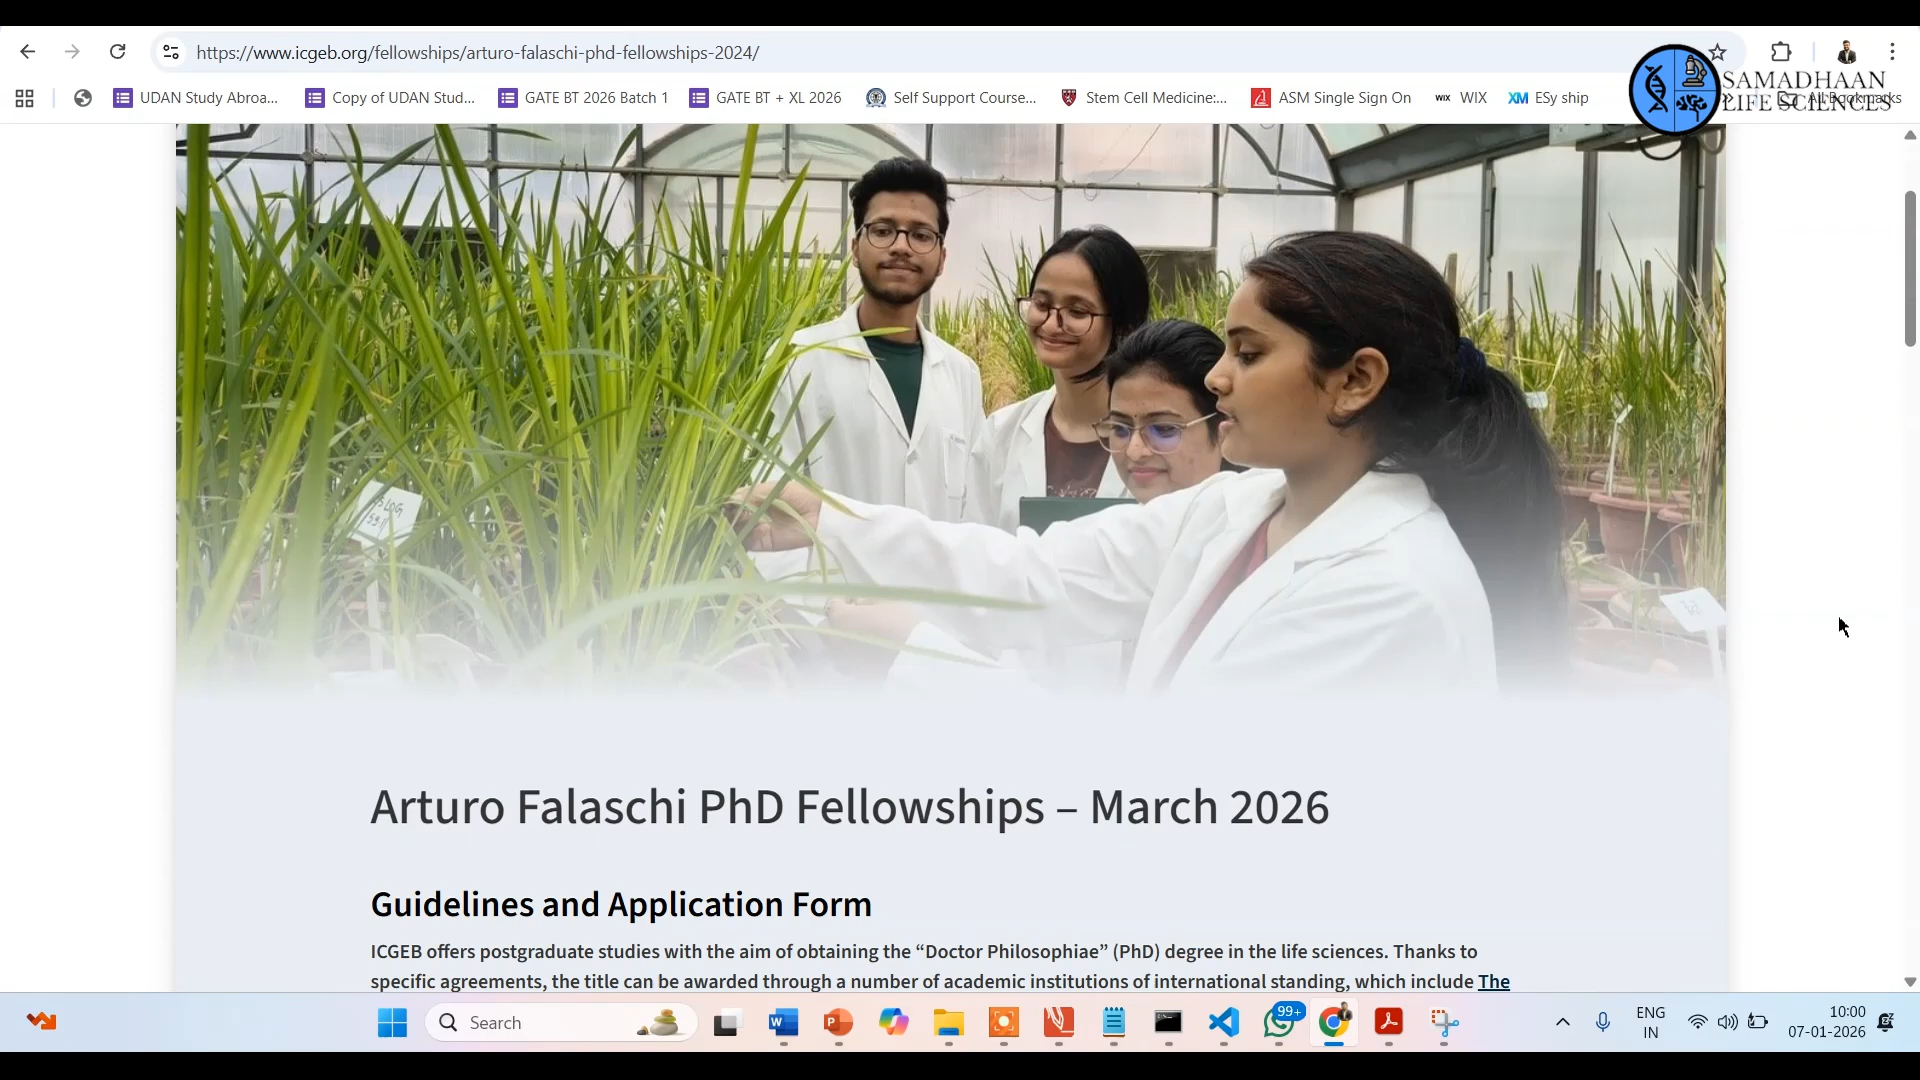 https://www.icgeb.org/fellowships/arturo-falaschi-phd-fellowships-2024/
UDAN Study Abroa...
Copy of UDAN Stud...
GATE BT 2026 Batch 1
GATE BT + XL 2026
Self Support Course...
Stem Cell Medicine:...
ASM Single Sign On
WIX
WIX
XM
ESy ship
All Bookmarks
SAMADHAAN
LIFE SCIENCES
Arturo Falaschi PhD Fellowships – March 2026
Guidelines and Application Form
ICGEB offers postgraduate studies with the aim of obtaining the “Doctor Philosophiae” (PhD) degree in the life sciences. Thanks to
specific agreements, the title can be awarded through a number of academic institutions of international standing, which include The
Search
99+
ENG
IN
10:00
07-01-2026